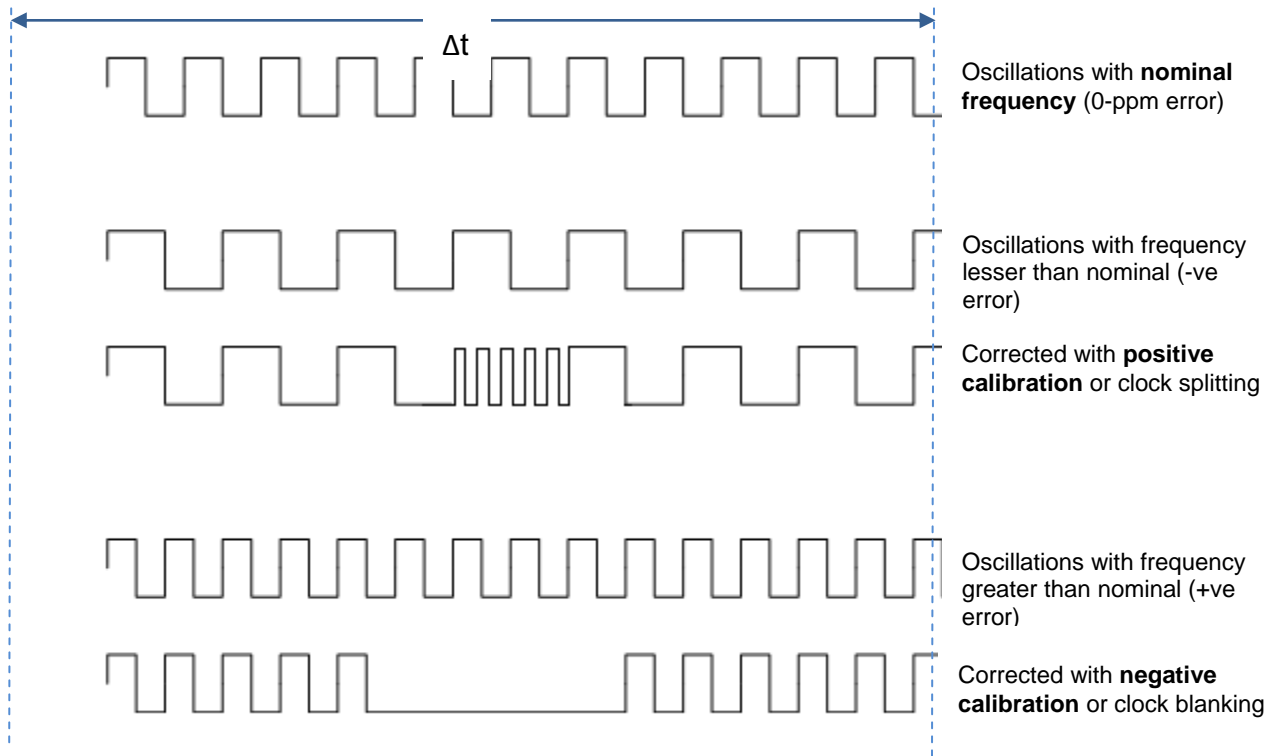 Δt
Oscillations with nominal
frequency (0-ppm error)
Oscillations with frequency
lesser than nominal (-ve
error)
Corrected with positive
calibration or clock splitting
Oscillations with frequency
greater than nominal (+ve
error)
Corrected with negative
calibration or clock blanking